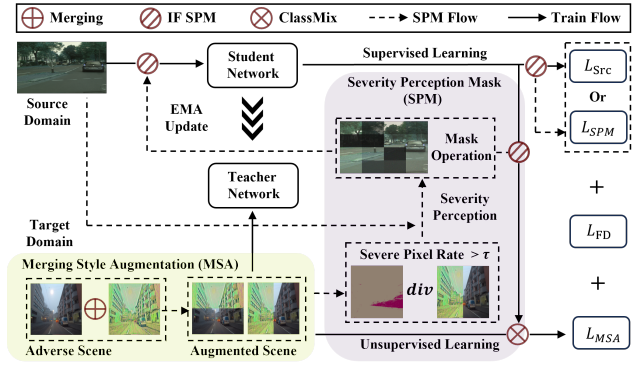 Merging IF SPM ClassMix SPM Flow Train Flow
Student
Network
Supervised Learning
L_Src
Or
L_SPM
Source
Domain
EMA
Update
Severity Perception Mask
(SPM)
Mask
Operation
Teacher
Network
Severity
Perception
+
L_FD
+
Target
Domain
Merging Style Augmentation (MSA)
Severe Pixel Rate > τ
div
Adverse Scene
Augmented Scene
Unsupervised Learning
L_MSA